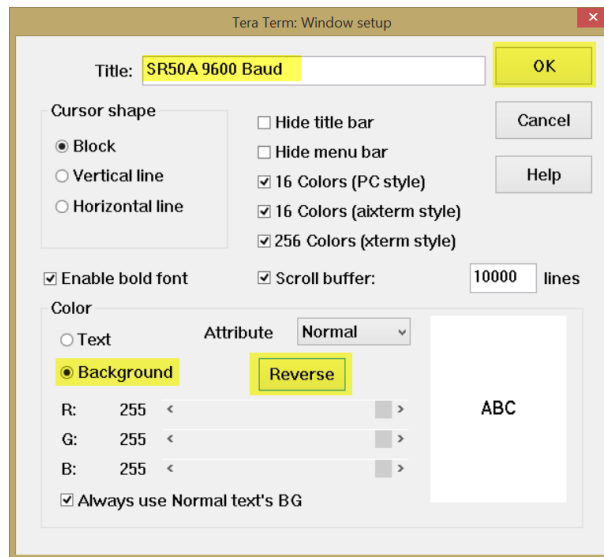 Tera Term: Window setup
Title: SR50A 9600 Baud
OK
Cursor shape
Block
Vertical line
Horizontal line
Hide title bar
Hide menu bar
16 Colors (PC style)
16 Colors (aixterm style)
256 Colors (xterm style)
Cancel
Help
Enable bold font
Scroll buffer: 10000 lines
Color
Text
Attribute Normal
Background
Reverse
R: 255
G: 255
B: 255
ABC
Always use Normal text's BG